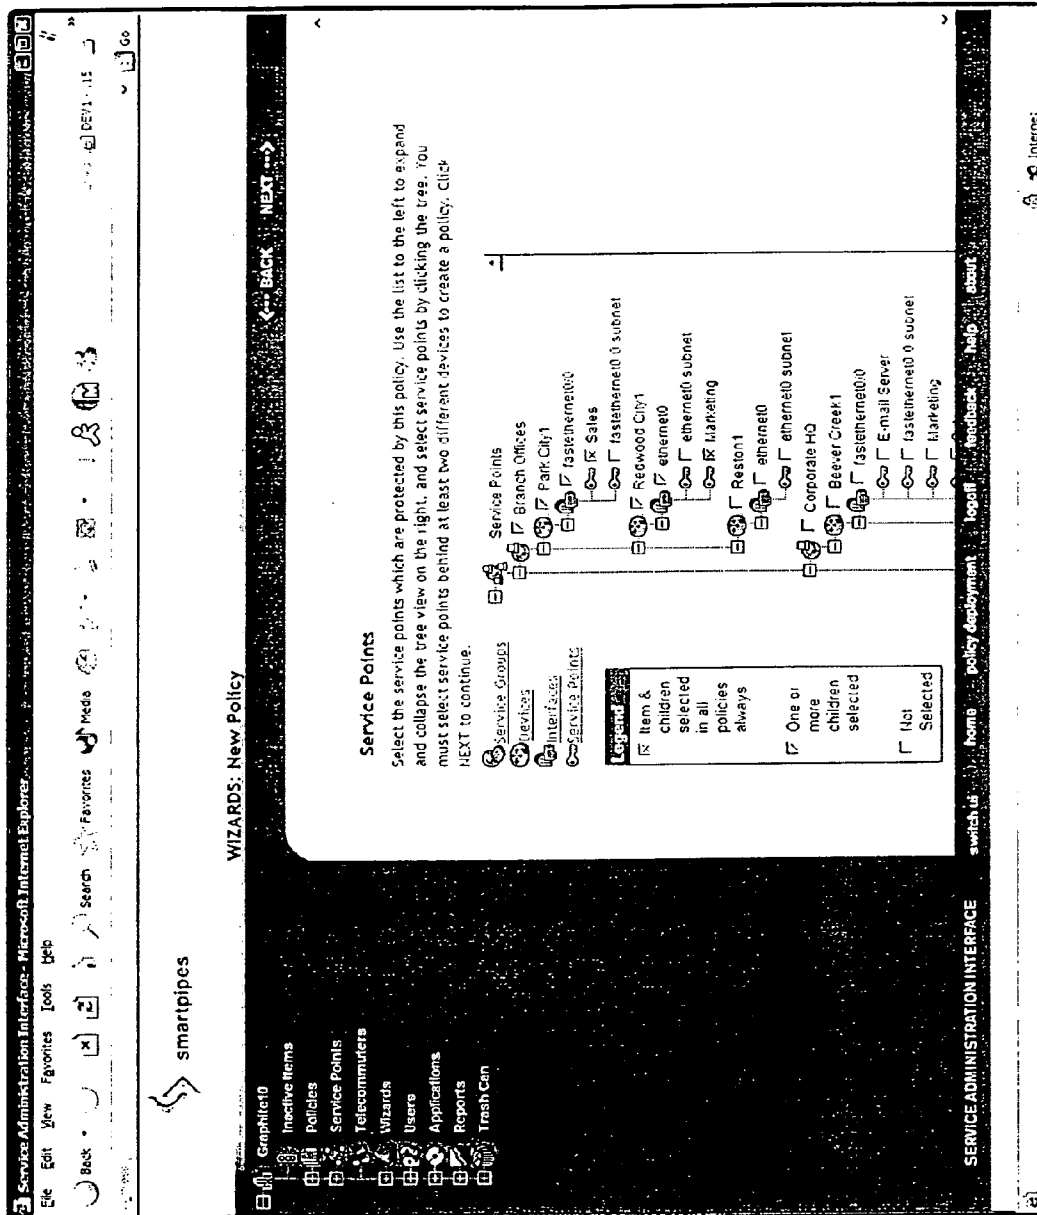 Service Administration Interface - Microsoft Internet Explorer
File Edit View Favorites Tools Help
Back Search Favorites Media
DEV1
Go
smartpipes
WIZARDS: New Policy
<--- BACK NEXT --->
Graphite10
Inactive Items
Policies
Service Points
Telecommuters
Wizards
Users
Applications
Reports
Trash Can
Service Points
Select the service points which are protected by this policy. Use the list to the left to expand
and collapse the tree view on the right, and select service points by clicking the tree. You
must select service points behind at least two different devices to create a policy. Click
NEXT to continue.
Service Groups
Devices
Interfaces
Service Points
Legend
Item &
children
selected
in all
policies
always
One or
more
children
selected
Not
Selected
Service Points
Branch Offices
Park City1
fastethernet0/0
Sales
fastethernet0 0 subnet
Redwood City1
ethernet0
ethernet0 subnet
Marketing
Reston1
ethernet0
ethernet0 subnet
Corporate HQ
Beever Creek1
fastethernet0/0
E-mail Server
fastethernet0 0 subnet
Marketing
SERVICE ADMINISTRATION INTERFACE
switch ui home policy deployment logoff feedback help about
Internet